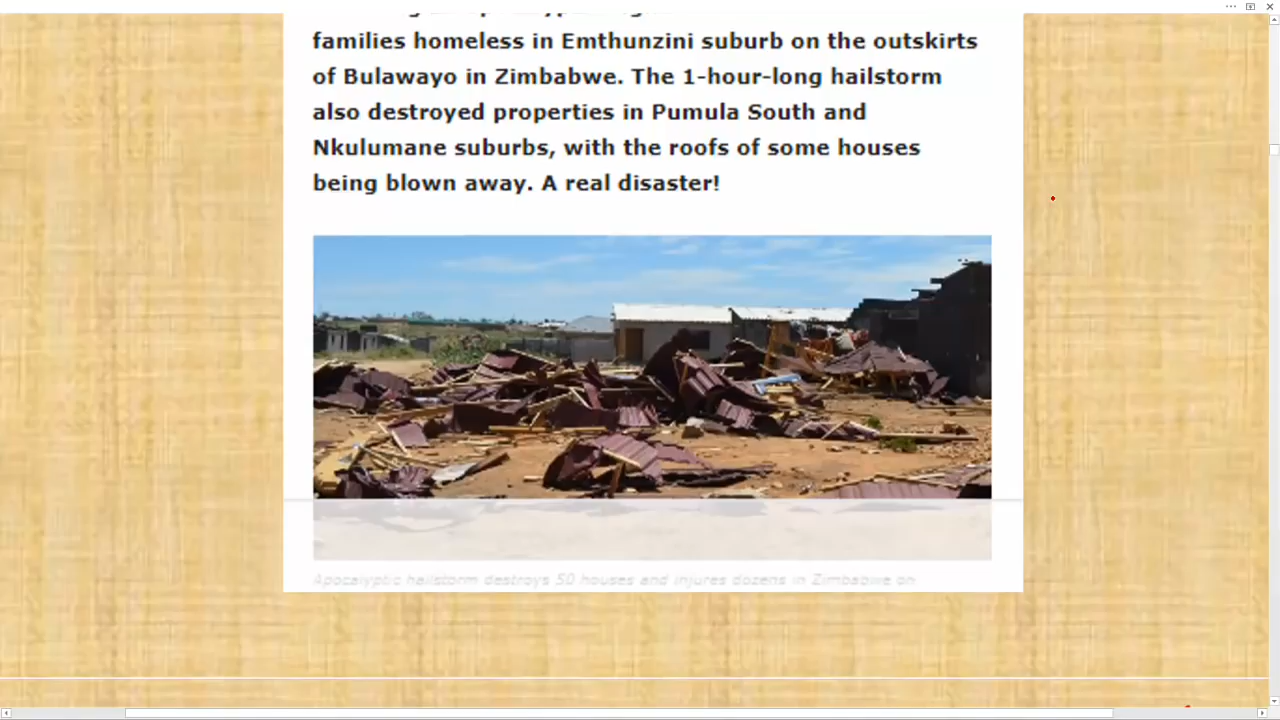 families homeless in Emthunzini suburb on the outskirts
of Bulawayo in Zimbabwe. The 1-hour-long hailstorm
also destroyed properties in Pumula South and
Nkulumane suburbs, with the roofs of some houses
being blown away. A real disaster!
Apocalyptic hailstorm destroys 50 houses and injures dozens in Zimbabwe on